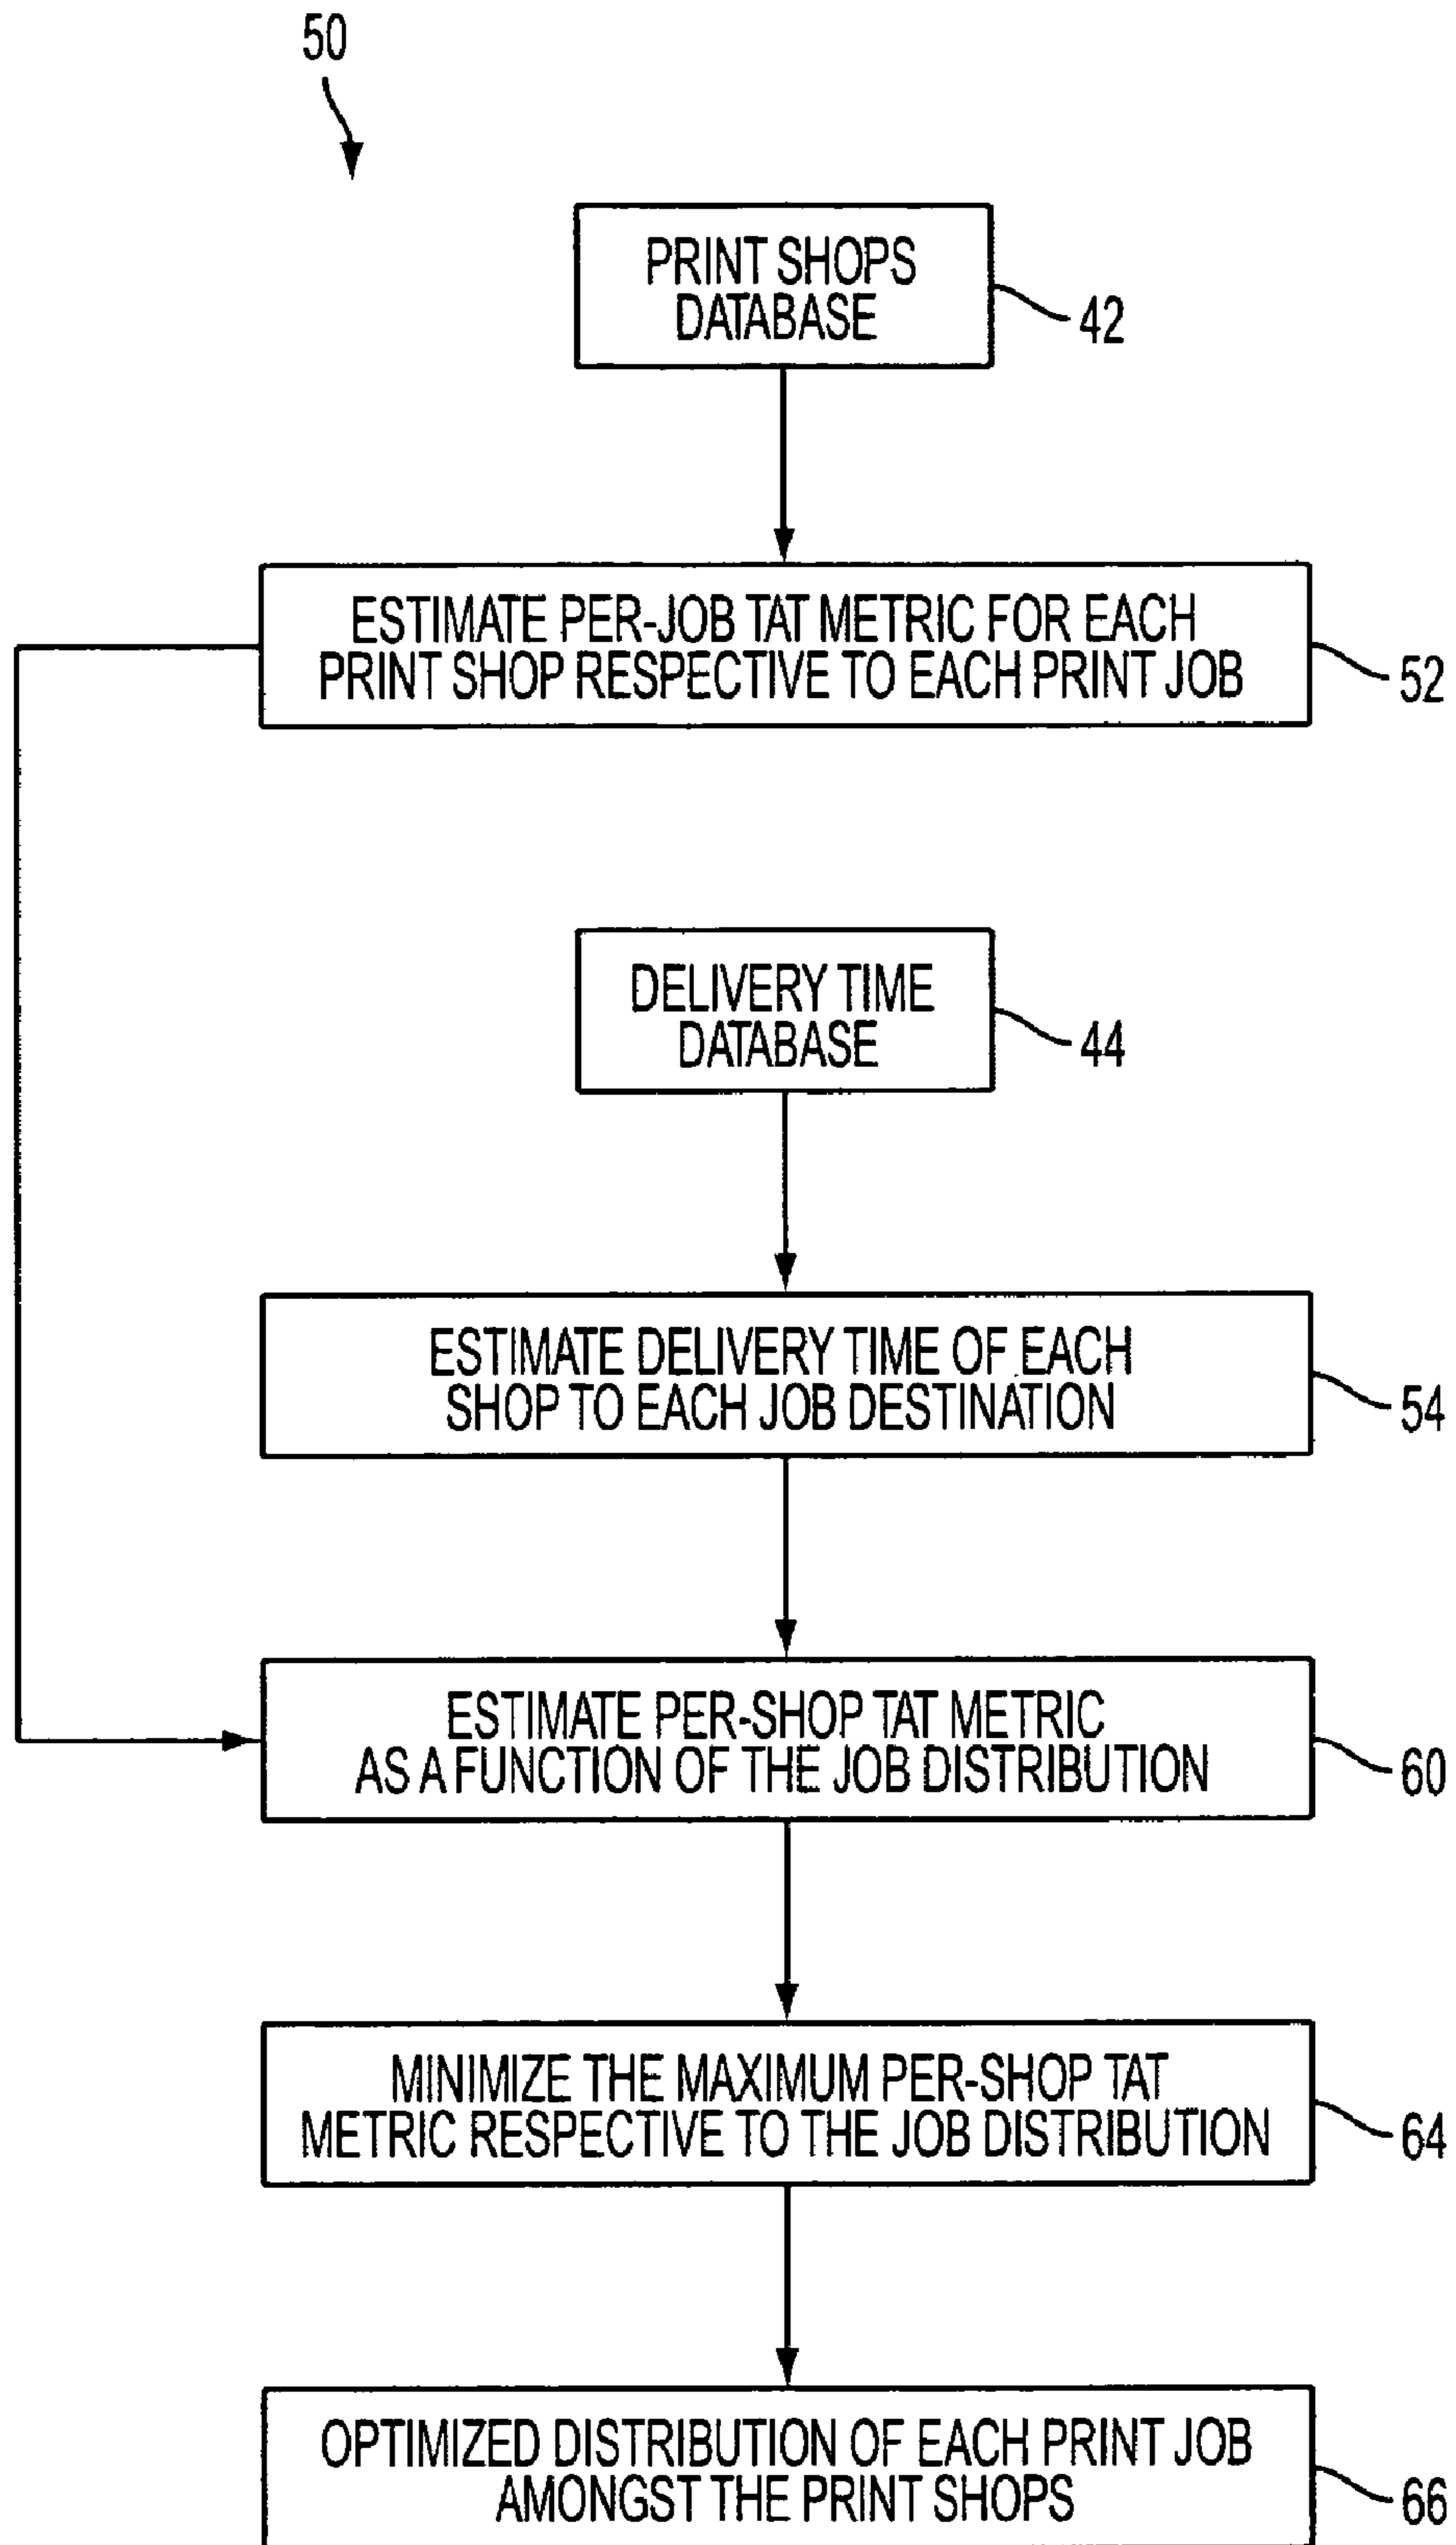 50
PRINT SHOPS
DATABASE
42
ESTIMATE PER-JOB TAT METRIC FOR EACH
PRINT SHOP RESPECTIVE TO EACH PRINT JOB
52
DELIVERY TIME
DATABASE
44
ESTIMATE DELIVERY TIME OF EACH
SHOP TO EACH JOB DESTINATION
54
ESTIMATE PER-SHOP TAT METRIC
AS A FUNCTION OF THE JOB DISTRIBUTION
60
MINIMIZE THE MAXIMUM PER-SHOP TAT
METRIC RESPECTIVE TO THE JOB DISTRIBUTION
64
OPTIMIZED DISTRIBUTION OF EACH PRINT JOB
AMONGST THE PRINT SHOPS
66